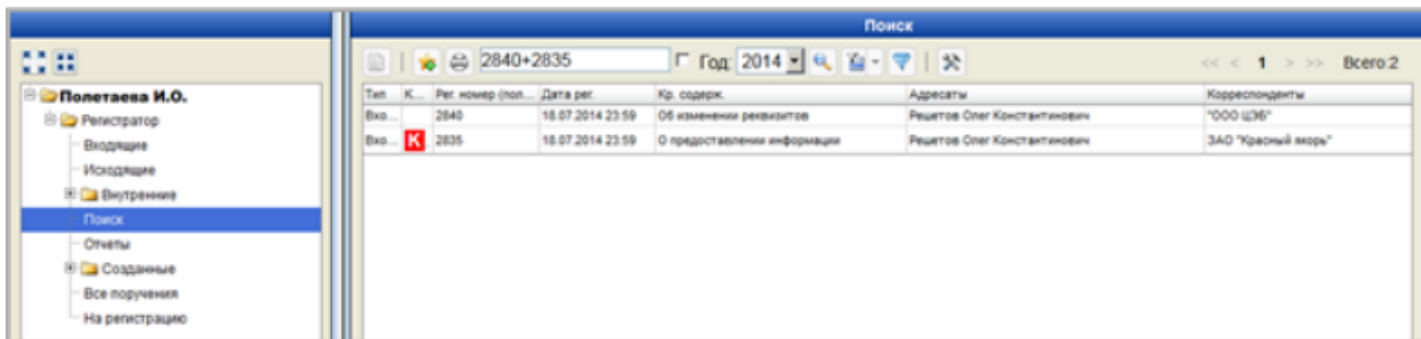 Поиск
2840+2835 Год: 2014 << < 1 > >> Всего:2
Полетаева И.О.
Регистратор
Входящие
Исходящие
Внутренние
Поиск
Отчеты
Созданные
Все поручения
На регистрацию
Тип К... Рег. номер (пол... Дата рег. Кр. содерж. Адресаты Корреспонденты
Вхо... 2840 18.07.2014 23:59 Об изменении реквизитов Решетов Олег Константинович "ООО ЦЭБ"
Вхо... К 2835 18.07.2014 23:59 О предоставлении информации Решетов Олег Константинович ЗАО "Красный якорь"